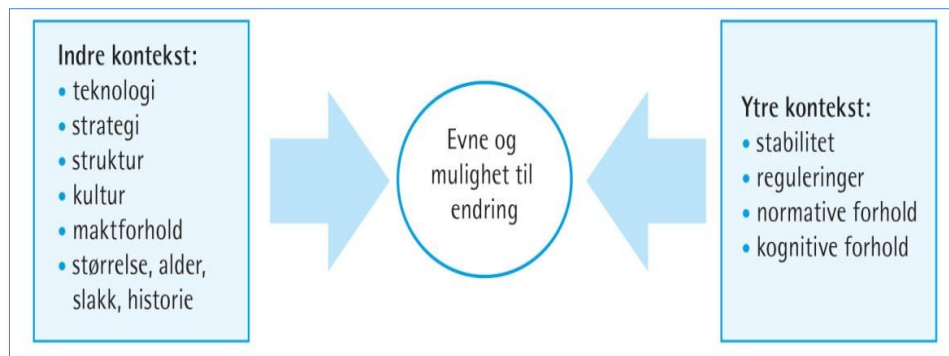 Indre kontekst:
• teknologi
• strategi
• struktur
• kultur
• maktforhold
• størrelse, alder,
slakk, historie
Evne og
mulighet til
endring
Ytre kontekst:
• stabilitet
• reguleringer
• normative forhold
• kognitive forhold